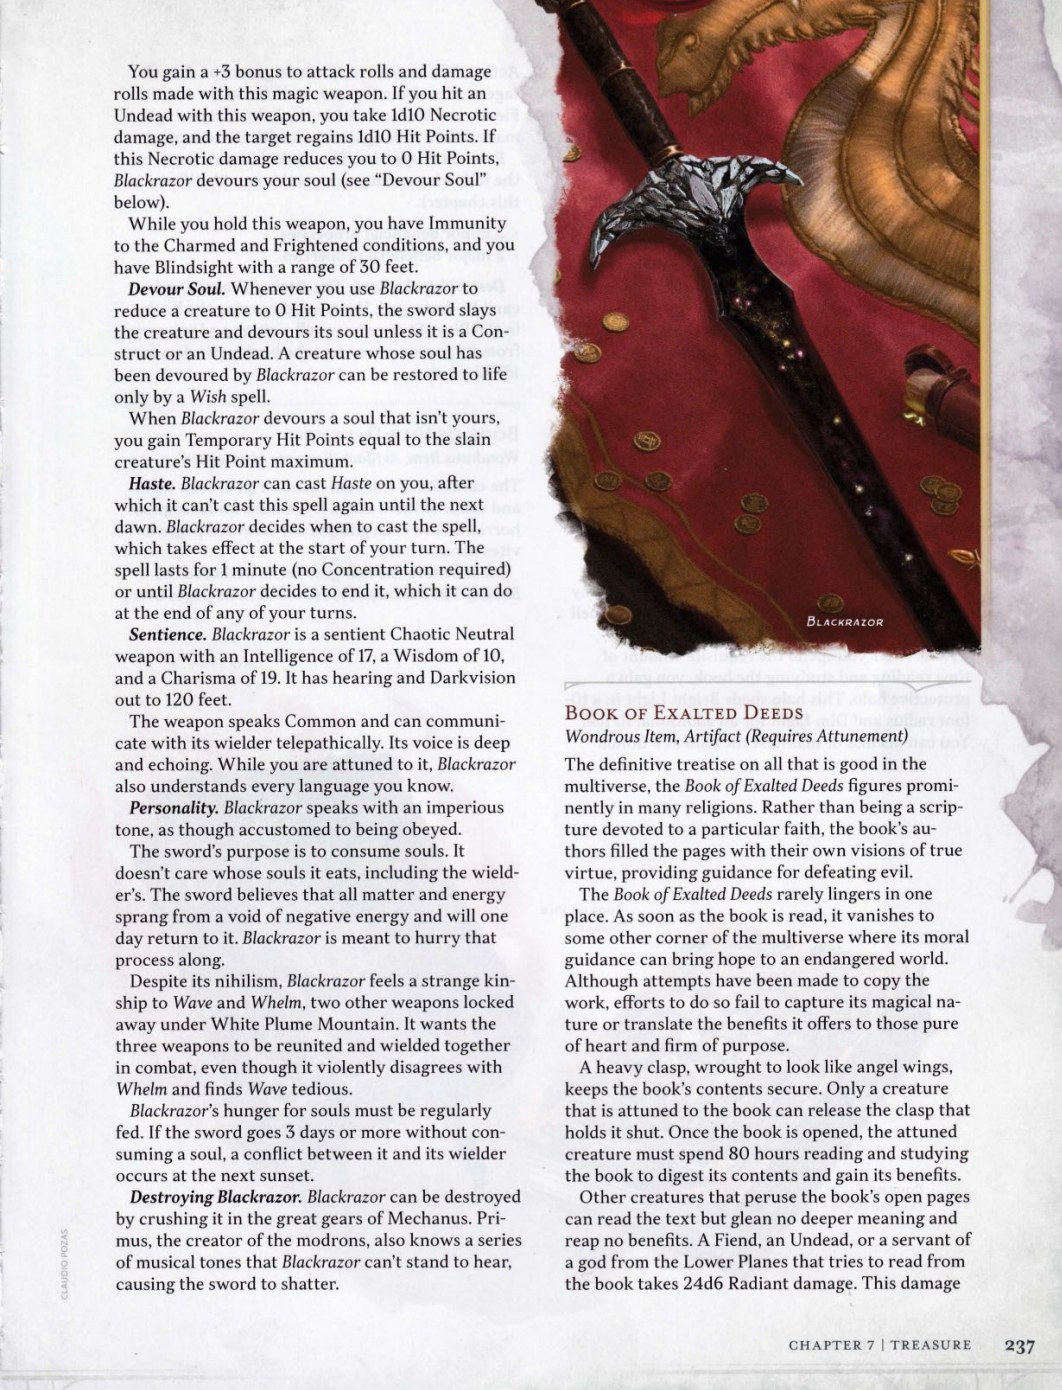 You gain a +3 bonus to attack rolls and damage
rolls made with this magic weapon. If you hit an
Undead with this weapon, you take 1d10 Necrotic
damage, and the target regains 1d10 Hit Points. If
this Necrotic damage reduces you to 0 Hit Points,
Blackrazor devours your soul (see “Devour Soul”
below).
While you hold this weapon, you have Immunity
to the Charmed and Frightened conditions, and you
have Blindsight with a range of 30 feet.
Devour Soul. Whenever you use Blackrazor to
reduce a creature to 0 Hit Points, the sword slays
the creature and devours its soul unless it is a Con-
struct or an Undead. A creature whose soul has
been devoured by Blackrazor can be restored to life
only by a Wish spell.
When Blackrazor devours a soul that isn’t yours,
you gain Temporary Hit Points equal to the slain
creature’s Hit Point maximum.
Haste. Blackrazor can cast Haste on you, after
which it can’t cast this spell again until the next
dawn. Blackrazor decides when to cast the spell,
which takes effect at the start of your turn. The
spell lasts for 1 minute (no Concentration required)
or until Blackrazor decides to end it, which it can do
at the end of any of your turns.
Sentience. Blackrazor is a sentient Chaotic Neutral
weapon with an Intelligence of 17, a Wisdom of 10,
and a Charisma of 19. It has hearing and Darkvision
out to 120 feet.
The weapon speaks Common and can communi-
cate with its wielder telepathically. Its voice is deep
and echoing. While you are attuned to it, Blackrazor
also understands every language you know.
Personality. Blackrazor speaks with an imperious
tone, as though accustomed to being obeyed.
The sword’s purpose is to consume souls. It
doesn’t care whose souls it eats, including the wield-
er’s. The sword believes that all matter and energy
sprang from a void of negative energy and will one
day return to it. Blackrazor is meant to hurry that
process along.
Despite its nihilism, Blackrazor feels a strange kin-
ship to Wave and Whelm, two other weapons locked
away under White Plume Mountain. It wants the
three weapons to be reunited and wielded together
in combat, even though it violently disagrees with
Whelm and finds Wave tedious.
Blackrazor’s hunger for souls must be regularly
fed. If the sword goes 3 days or more without con-
suming a soul, a conflict between it and its wielder
occurs at the next sunset.
Destroying Blackrazor. Blackrazor can be destroyed
by crushing it in the great gears of Mechanus. Pri-
mus, the creator of the modrons, also knows a series
of musical tones that Blackrazor can’t stand to hear,
causing the sword to shatter.
CLAUDIO POZAS
BLACKRAZOR
BOOK OF EXALTED DEEDS
Wondrous Item, Artifact (Requires Attunement)
The definitive treatise on all that is good in the
multiverse, the Book of Exalted Deeds figures promi-
nently in many religions. Rather than being a scrip-
ture devoted to a particular faith, the book’s au-
thors filled the pages with their own visions of true
virtue, providing guidance for defeating evil.
The Book of Exalted Deeds rarely lingers in one
place. As soon as the book is read, it vanishes to
some other corner of the multiverse where its moral
guidance can bring hope to an endangered world.
Although attempts have been made to copy the
work, efforts to do so fail to capture its magical na-
ture or translate the benefits it offers to those pure
of heart and firm of purpose.
A heavy clasp, wrought to look like angel wings,
keeps the book’s contents secure. Only a creature
that is attuned to the book can release the clasp that
holds it shut. Once the book is opened, the attuned
creature must spend 80 hours reading and studying
the book to digest its contents and gain its benefits.
Other creatures that peruse the book’s open pages
can read the text but glean no deeper meaning and
reap no benefits. A Fiend, an Undead, or a servant of
a god from the Lower Planes that tries to read from
the book takes 24d6 Radiant damage. This damage
CHAPTER 7 | TREASURE 237